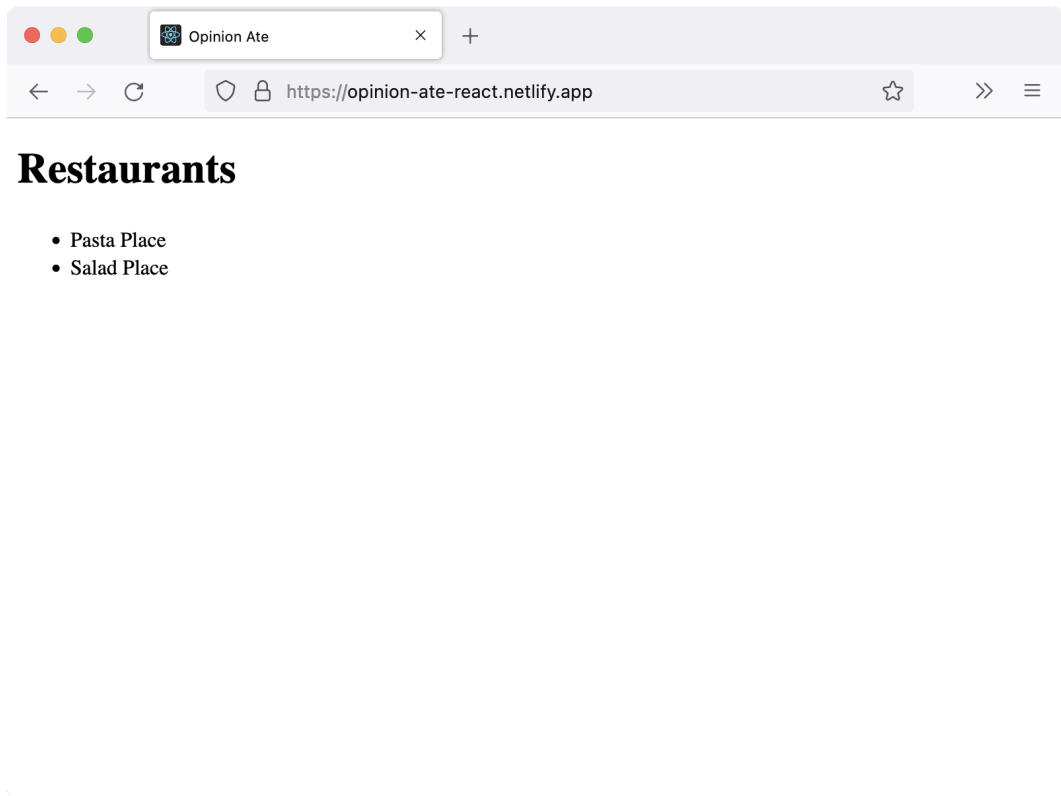 Opinion Ate
https://opinion-ate-react.netlify.app
Restaurants
• Pasta Place
• Salad Place